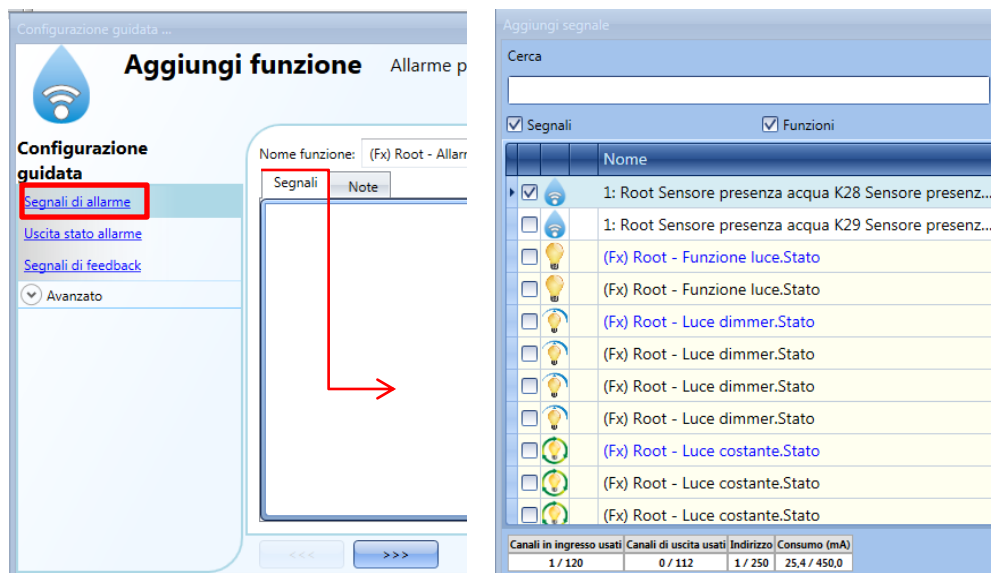 Configurazione guidata ...
Aggiungi funzione Allarme p
Configurazione
guidata
Segnali di allarme
Uscita stato allarme
Segnali di feedback
Avanzato
Nome funzione: (Fx) Root - Allarr
Segnali Note
<<< >>>
Aggiungi segnale
Cerca
Segnali Funzioni
Nome
1: Root Sensore presenza acqua K28 Sensore presenz...
1: Root Sensore presenza acqua K29 Sensore presenz...
(Fx) Root - Funzione luce.Stato
(Fx) Root - Funzione luce.Stato
(Fx) Root - Luce dimmer.Stato
(Fx) Root - Luce dimmer.Stato
(Fx) Root - Luce dimmer.Stato
(Fx) Root - Luce dimmer.Stato
(Fx) Root - Luce costante.Stato
(Fx) Root - Luce costante.Stato
(Fx) Root - Luce costante.Stato
Canali in ingresso usati Canali di uscita usati Indirizzo Consumo (mA)
1 / 120 0 / 112 1 / 250 25,4 / 450,0